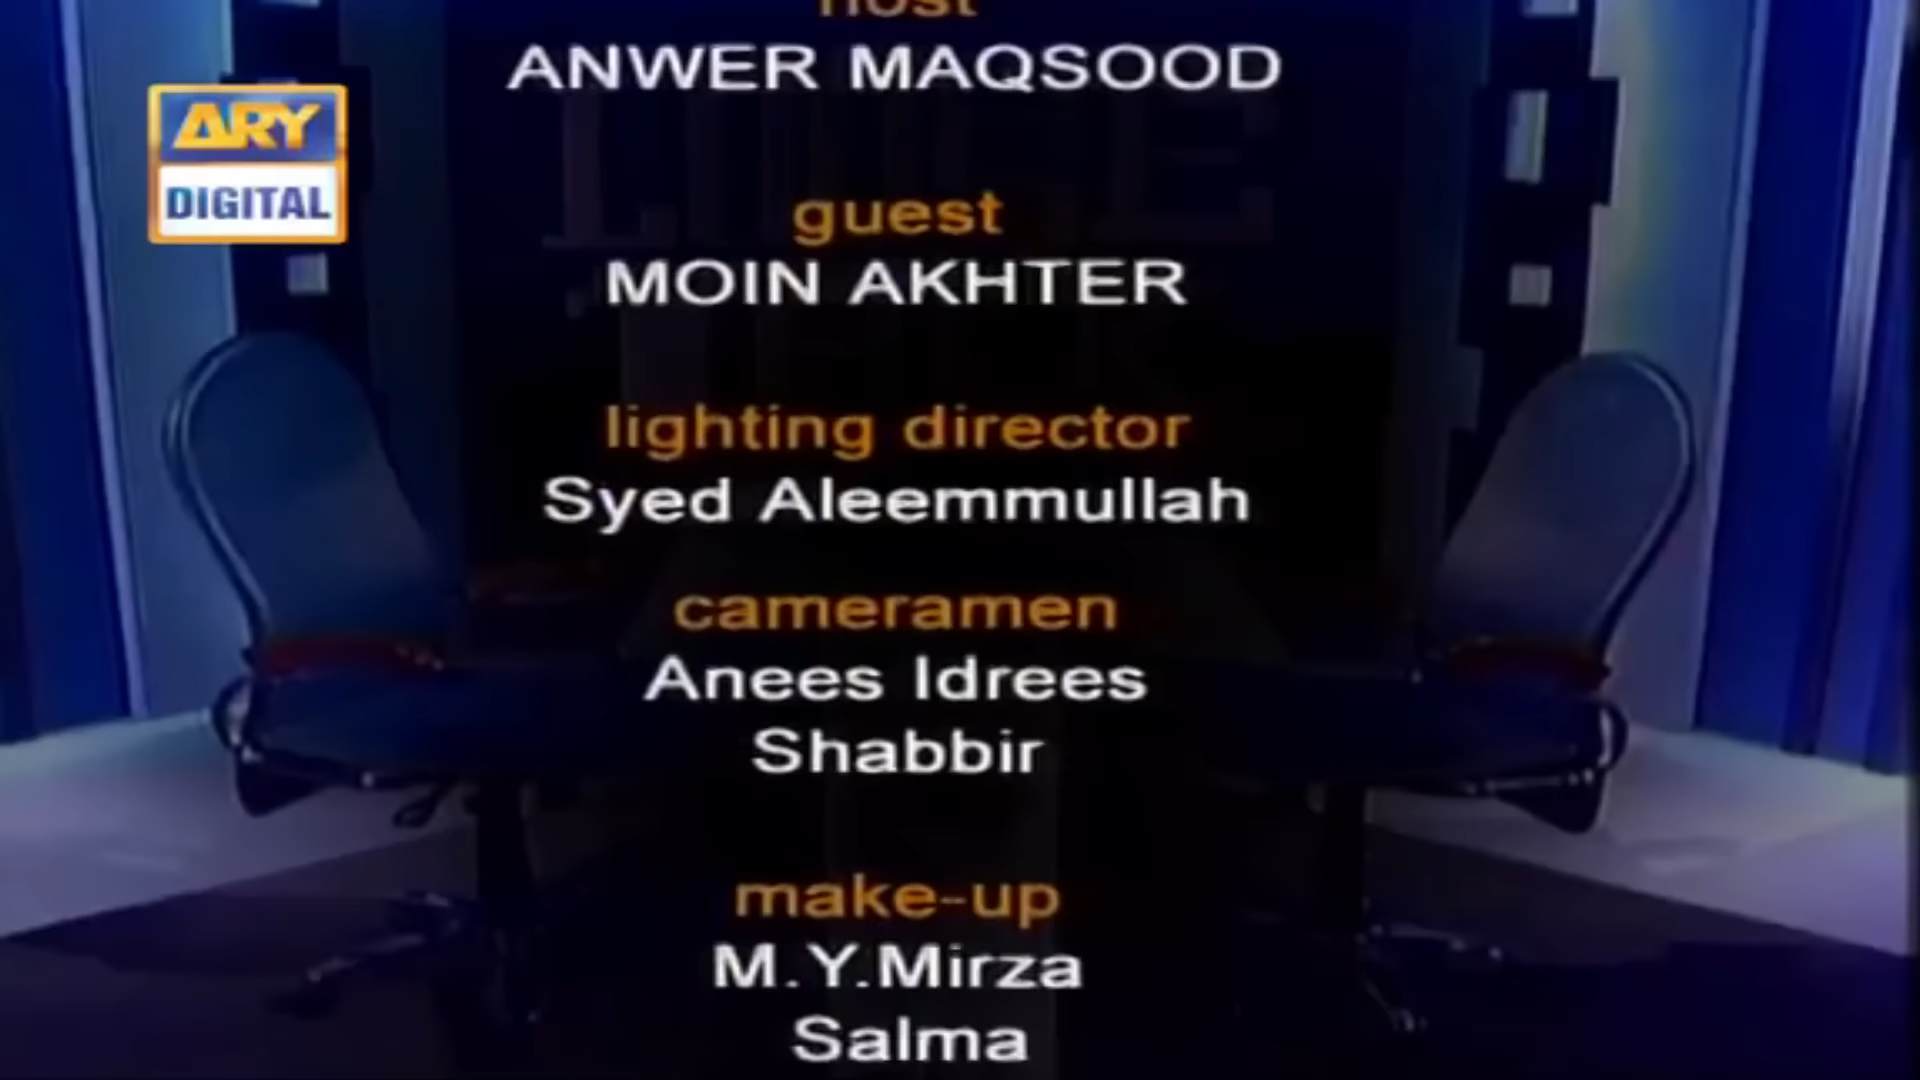 host
ANWER MAQSOOD
ARY
DIGITAL
guest
MOIN AKHTER
lighting director
Syed Aleemmullah
cameramen
Anees Idrees
Shabbir
make-up
M.Y.Mirza
Salma